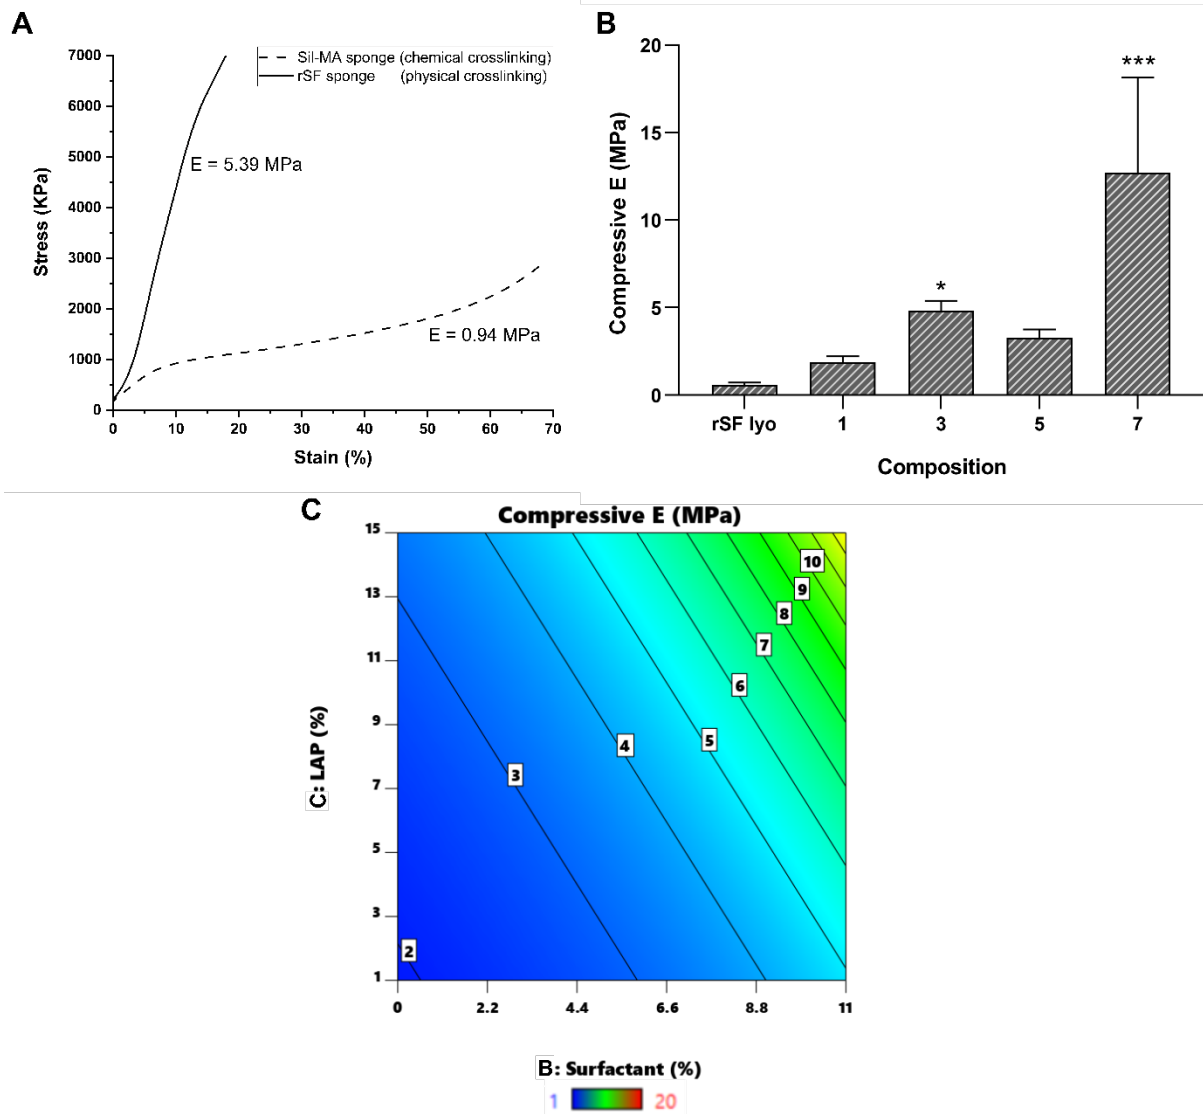 A
Sil-MA sponge (chemical crosslinking)
rSF sponge (physical crosslinking)
7000
6000
5000
4000
3000
2000
1000
0
Stress (KPa)
E = 5.39 MPa
E = 0.94 MPa
0 10 20 30 40 50 60 70
Stain (%)
B
20
15
10
5
0
Compressive E (MPa)
*
***
rSF lyo 1 3 5 7
Composition
C
Compressive E (MPa)
15
13
11
9
7
5
3
1
C: LAP (%)
10
9
8
7
6
5
4
3
2
0 2.2 4.4 6.6 8.8 11
B: Surfactant (%)
1 20